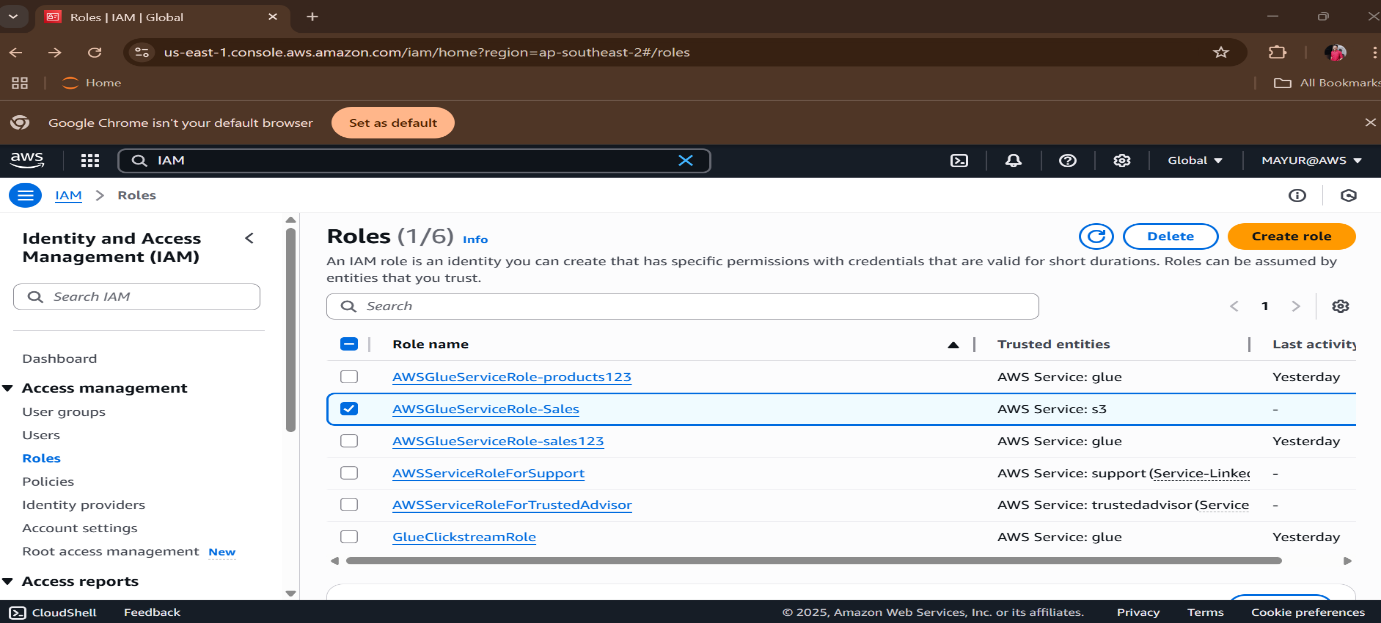 Roles | IAM | Global
us-east-1.console.aws.amazon.com/iam/home?region=ap-southeast-2#/roles
Home
All Bookmarks
Google Chrome isn't your default browser
Set as default
aws
IAM
Global
MAYUR@AWS
IAM > Roles
Identity and Access
Management (IAM)
Search IAM
Dashboard
Access management
User groups
Users
Roles
Policies
Identity providers
Account settings
Root access management New
Access reports
Roles (1/6) Info
Delete
Create role
An IAM role is an identity you can create that has specific permissions with credentials that are valid for short durations. Roles can be assumed by
entities that you trust.
Search
1
Role name Trusted entities Last activity
AWSGlueServiceRole-products123 AWS Service: glue Yesterday
AWSGlueServiceRole-Sales AWS Service: s3 -
AWSGlueServiceRole-sales123 AWS Service: glue Yesterday
AWSServiceRoleForSupport AWS Service: support (Service-Linked -
AWSServiceRoleForTrustedAdvisor AWS Service: trustedadvisor (Service -
GlueClickstreamRole AWS Service: glue Yesterday
CloudShell Feedback © 2025, Amazon Web Services, Inc. or its affiliates. Privacy Terms Cookie preferences